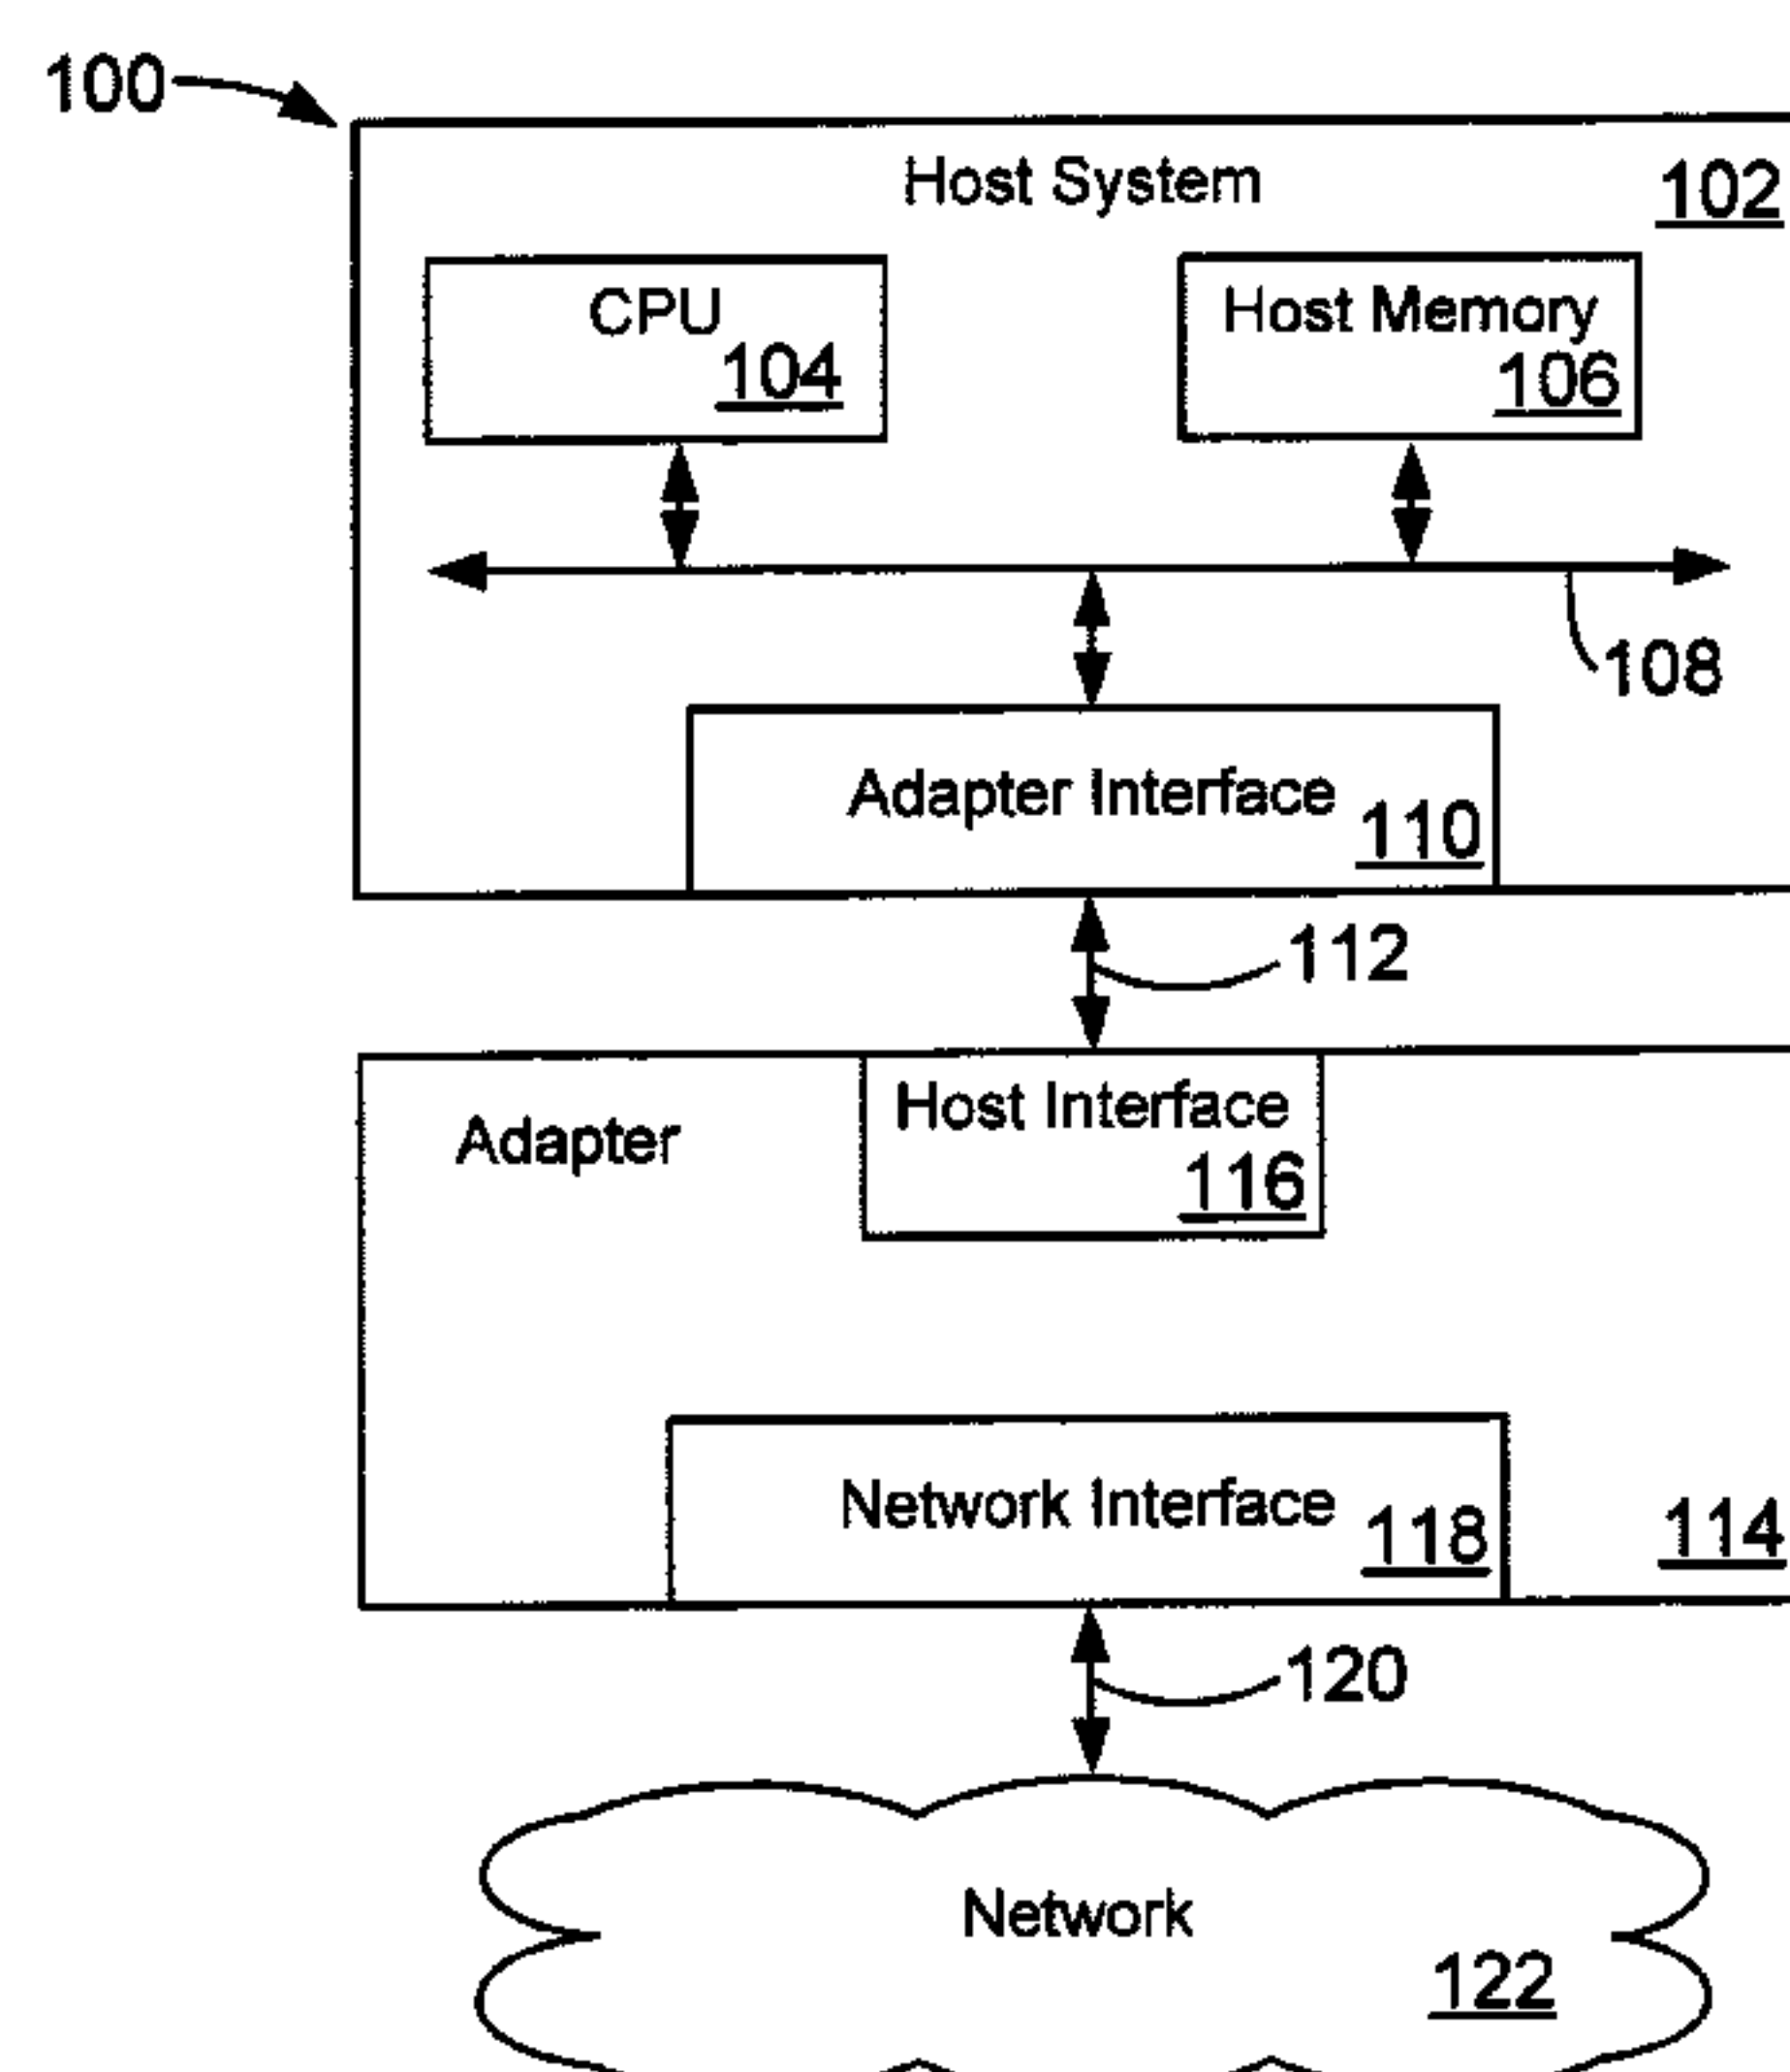 100
Host System
102
CPU
104
Host Memory
106
108
Adapter Interface
110
112
Adapter
Host Interface
116
Network Interface
118
114
120
Network
122